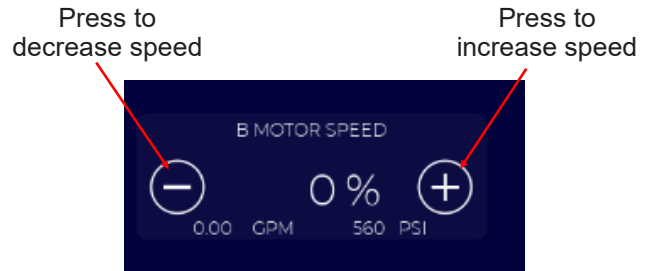 Press to
decrease speed
Press to
increase speed
B MOTOR SPEED
0 %
0.00 GPM 560 PSI